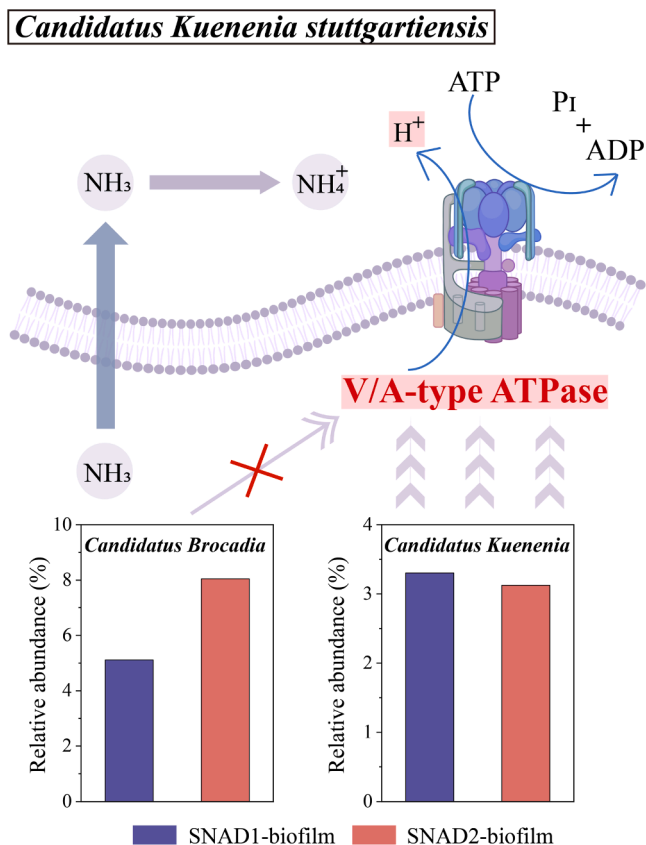 Candidatus Kuenenia stuttgartiensis
ATP
PI
+
ADP
H⁺
NH₃
NH₄⁺
V/A-type ATPase
NH₃
10
8
6
4
2
0
Relative abundance (%)
Candidatus Brocadia
4
3
2
1
0
Relative abundance (%)
Candidatus Kuenenia
SNAD1-biofilm
SNAD2-biofilm